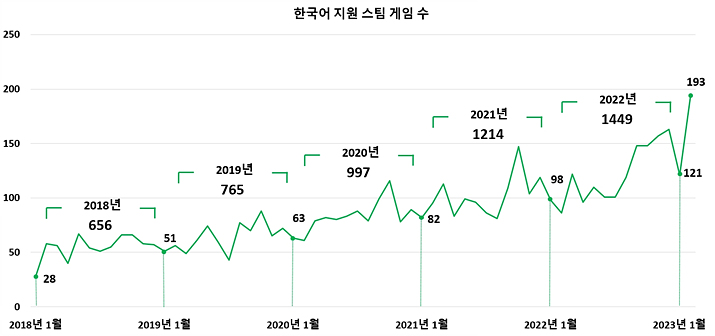 한국어 지원 스팀 게임 수
250
200
150
100
50
0
2018년
656
2019년
765
2020년
997
2021년
1214
2022년
1449
28
51
63
82
98
121
193
2018년 1월
2019년 1월
2020년 1월
2021년 1월
2022년 1월
2023년 1월